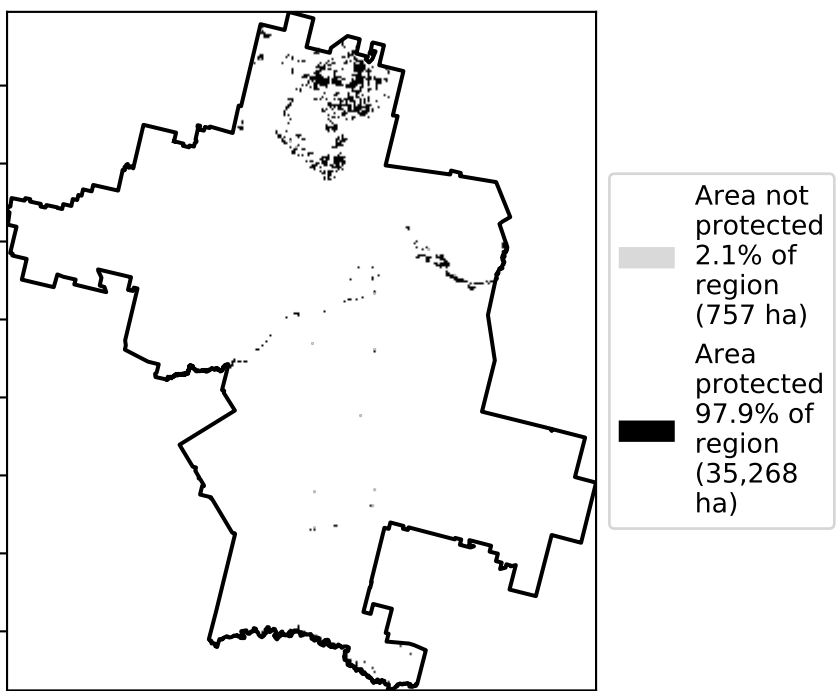 Area not
protected
2.1% of
region
(757 ha)
Area
protected
97.9% of
region
(35,268
ha)